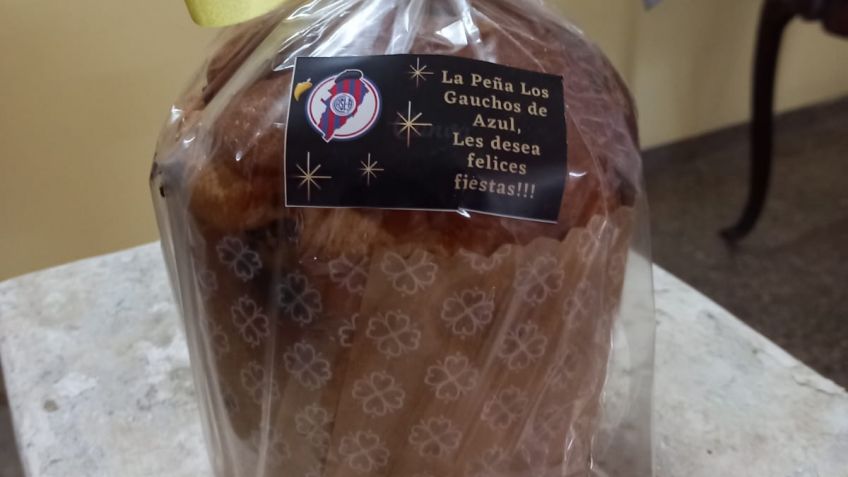 La Peña Los
Gauchos de
Azul,
Les desea
felices
fiestas!!!